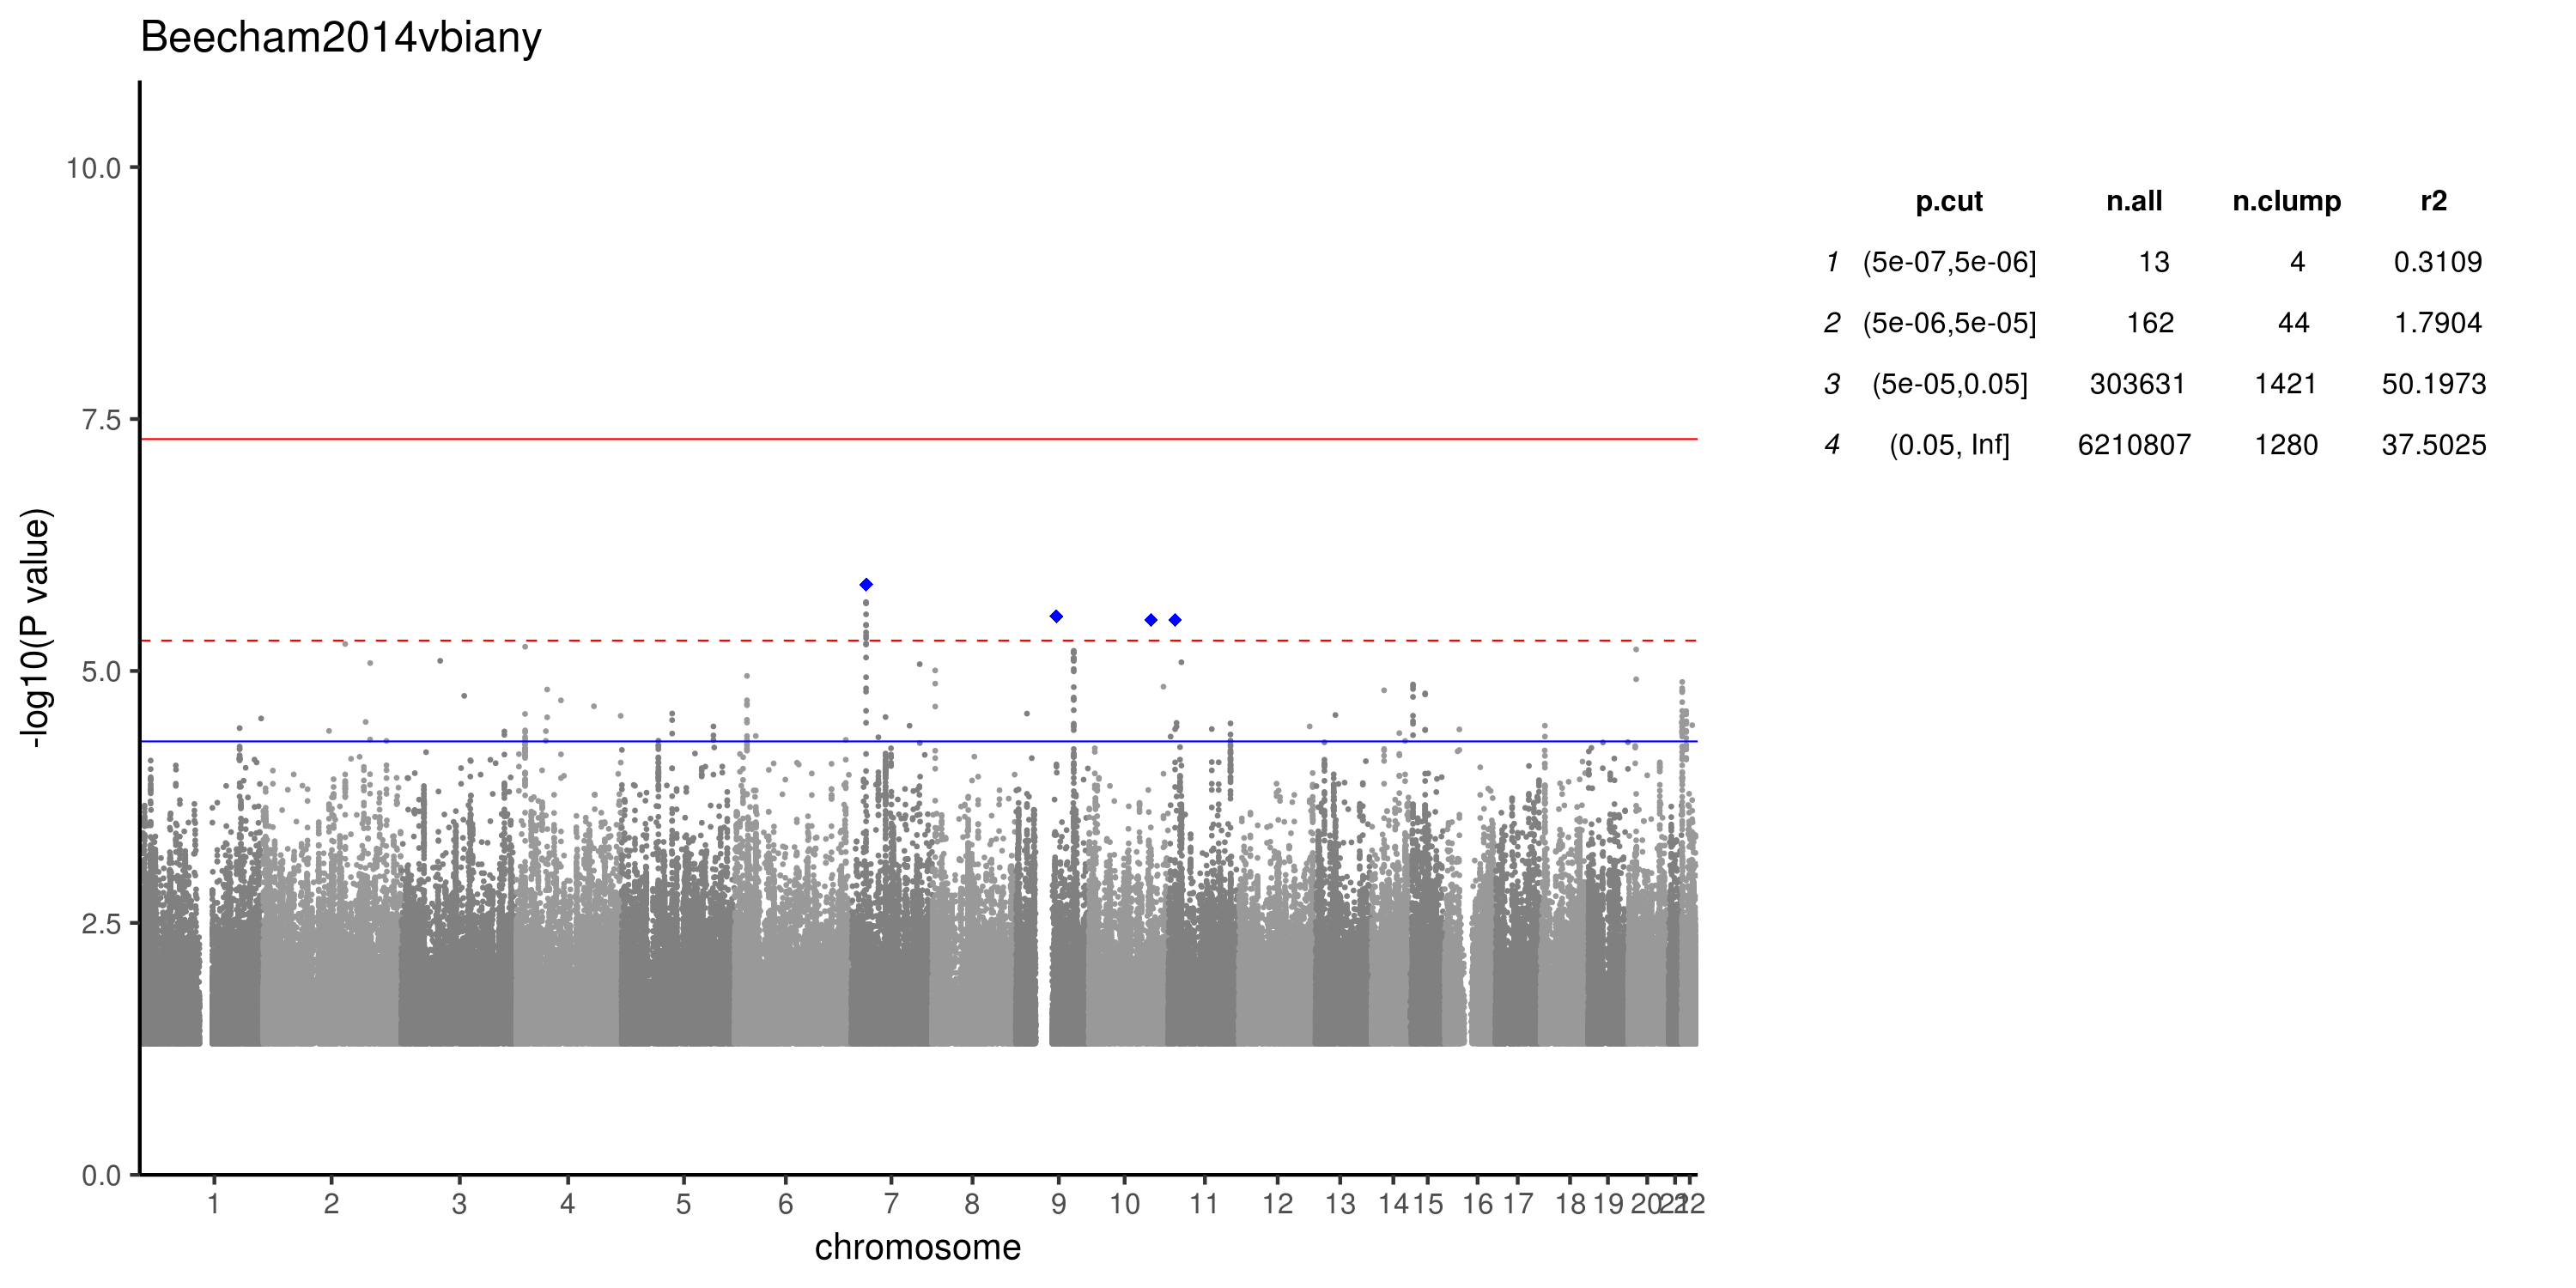 Beecham2014vbiany
-log10(P value)
10.0
7.5
5.0
2.5
0.0
1 2 3 4 5 6 7 8 9 10 11 12 13 14 15 16 17 18 19 20 21 22
chromosome
p.cut n.all n.clump r2
1 (5e-07,5e-06] 13 4 0.3109
2 (5e-06,5e-05] 162 44 1.7904
3 (5e-05,0.05] 303631 1421 50.1973
4 (0.05, Inf] 6210807 1280 37.5025